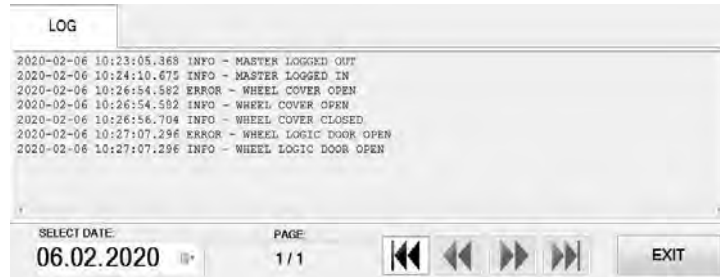 LOG
2020-02-06 10:23:05.368 INFO - MASTER LOGGED OUT
2020-02-06 10:24:10.675 INFO - MASTER LOGGED IN
2020-02-06 10:26:54.582 ERROR - WHEEL COVER OPEN
2020-02-06 10:26:54.582 INFO - WHEEL COVER OPEN
2020-02-06 10:26:56.704 INFO - WHEEL COVER CLOSED
2020-02-06 10:27:07.296 ERROR - WHEEL LOGIC DOOR OPEN
2020-02-06 10:27:07.296 INFO - WHEEL LOGIC DOOR OPEN
SELECT DATE: PAGE:
06.02.2020 1 / 1 EXIT